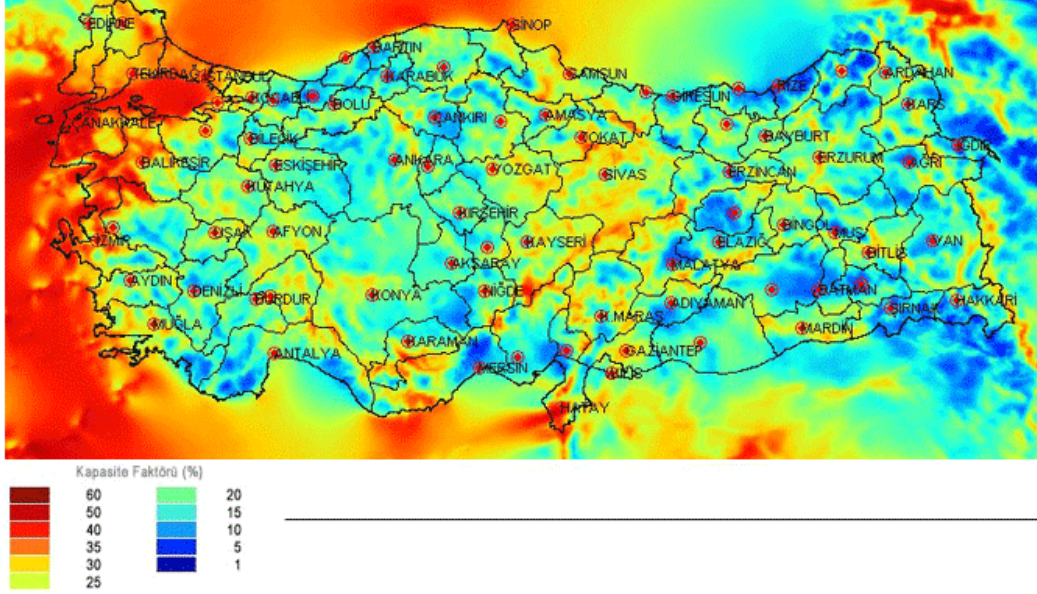 EDİRNE
SİNOP
BARTIN
TEKİRDAĞ
İSTANBUL
KARABÜK
SAMSUN
ARDAHAN
KOCAELİ
BOLU
GİRESUN
RİZE
KARS
ÇANAKKALE
ÇANKIRI
AMASYA
BİLECİK
TOKAT
BAYBURT
IĞDIR
BALIKESİR
ESKİŞEHİR
ANKARA
YOZGAT
SİVAS
ERZİNCAN
ERZURUM
AĞRI
KÜTAHYA
KIRŞEHİR
İZMİR
UŞAK
AFYON
KAYSERİ
ELAZIĞ
BİNGÖL
MUŞ
VAN
BİTLİS
AKSARAY
MALATYA
AYDIN
DENİZLİ
BURDUR
KONYA
NİĞDE
ADIYAMAN
BATMAN
ŞIRNAK
HAKKARİ
MUĞLA
K.MARAŞ
MARDİN
KARAMAN
ANTALYA
GAZİANTEP
MERSİN
KİLİS
HATAY
Kapasite Faktörü (%)
60 20
50 15
40 10
35 5
30 1
25